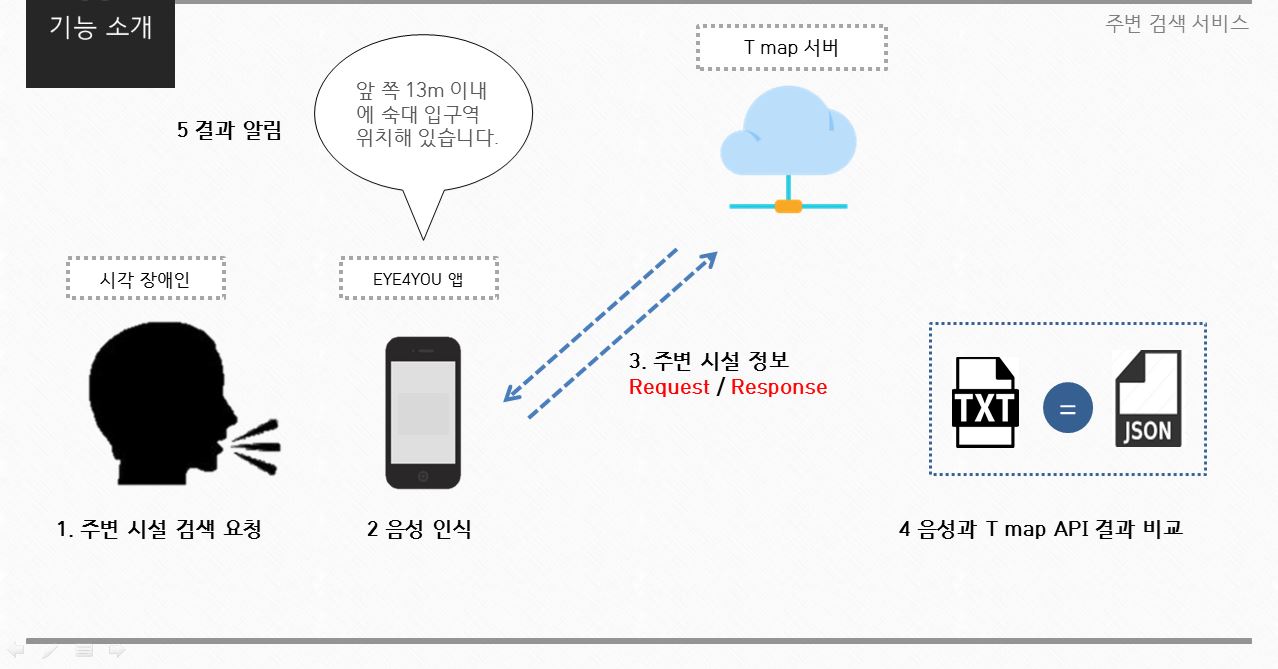 기능 소개
주변 검색 서비스
T map 서버
앞 쪽 13m 이내
에 숙대 입구역
위치해 있습니다.
5 결과 알림
시각 장애인
EYE4YOU 앱
3. 주변 시설 정보
Request / Response
TXT
=
JSON
1. 주변 시설 검색 요청
2 음성 인식
4 음성과 T map API 결과 비교